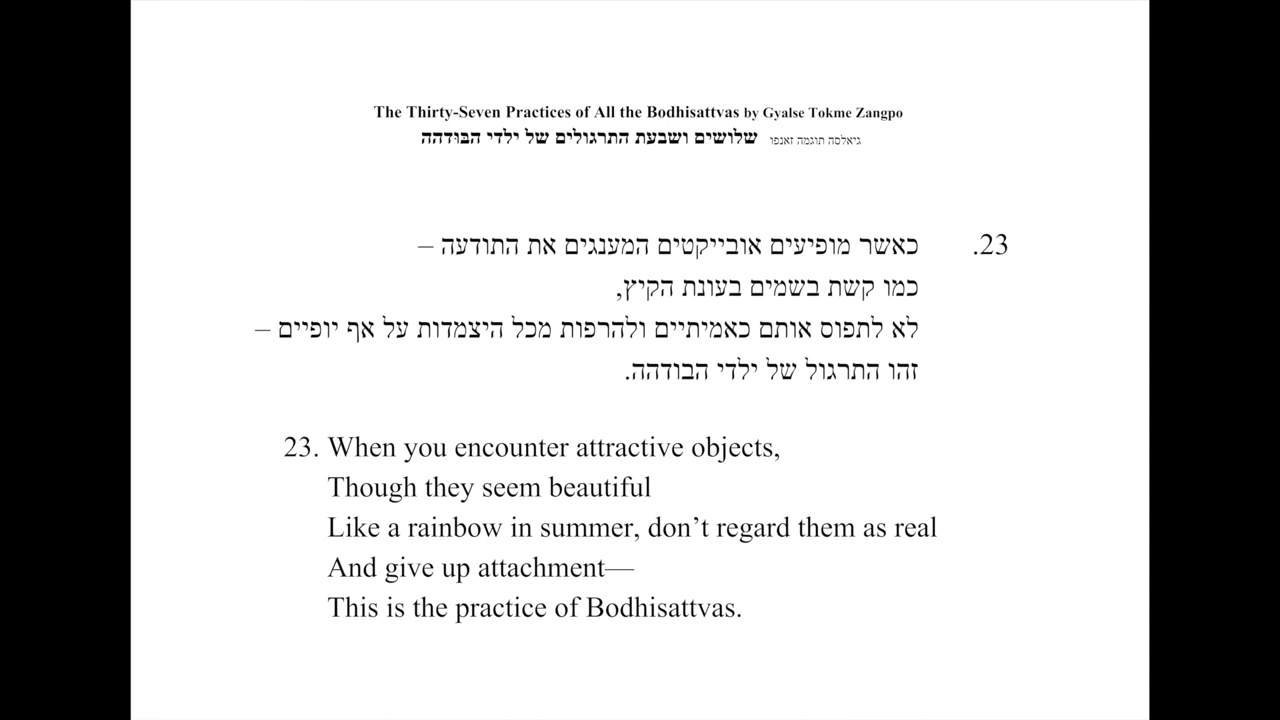 The Thirty-Seven Practices of All the Bodhisattvas by Gyalse Tokme Zangpo
שלושים ושבעת התרגולים של ילדי הבּוּדהה גיאלסה תוגמה זאנפו
23. כאשר מופיעים אובייקטים המענגים את התודעה –
כמו קשת בשמים בעונת הקיץ,
לא לתפוס אותם כאמיתיים ולהרפות מכל היצמדות על אף יופיים –
זהו התרגול של ילדי הבודהה.
23. When you encounter attractive objects,
Though they seem beautiful
Like a rainbow in summer, don’t regard them as real
And give up attachment—
This is the practice of Bodhisattvas.